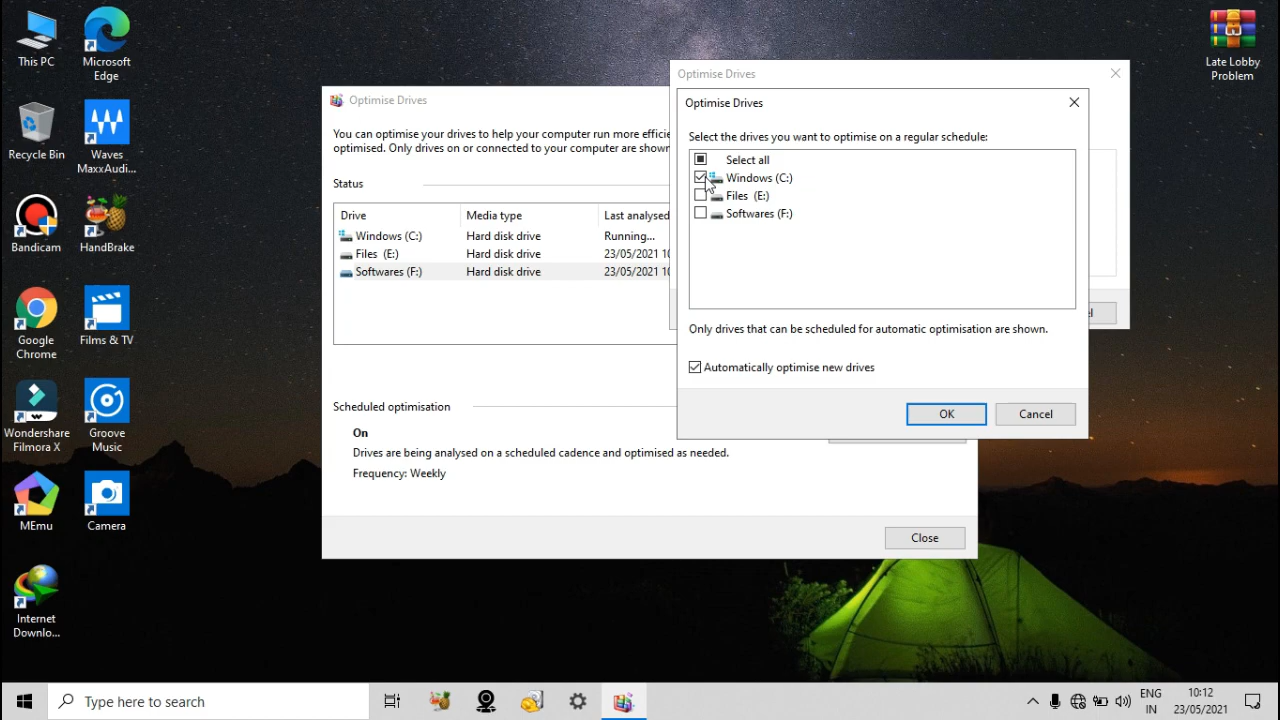 This PC
Microsoft
Edge
Late Lobby
Problem
Recycle Bin
Waves
MaxxAudi...
Bandicam
HandBrake
Google
Chrome
Films & TV
Wondershare
Filmora X
Groove
Music
MEmu
Camera
Internet
Downlo...
Optimise Drives
You can optimise your drives to help your computer run more efficie
optimised. Only drives on or connected to your computer are shown
Status
Drive Media type Last analysed
Windows (C:) Hard disk drive Running...
Files (E:) Hard disk drive 23/05/2021 10
Softwares (F:) Hard disk drive 23/05/2021 10
Scheduled optimisation
On
Drives are being analysed on a scheduled cadence and optimised as needed.
Frequency: Weekly
Close
Optimise Drives
Optimise Drives
Select the drives you want to optimise on a regular schedule:
Select all
Windows (C:)
Files (E:)
Softwares (F:)
Only drives that can be scheduled for automatic optimisation are shown.
Automatically optimise new drives
OK Cancel
Type here to search
ENG
IN
10:12
23/05/2021